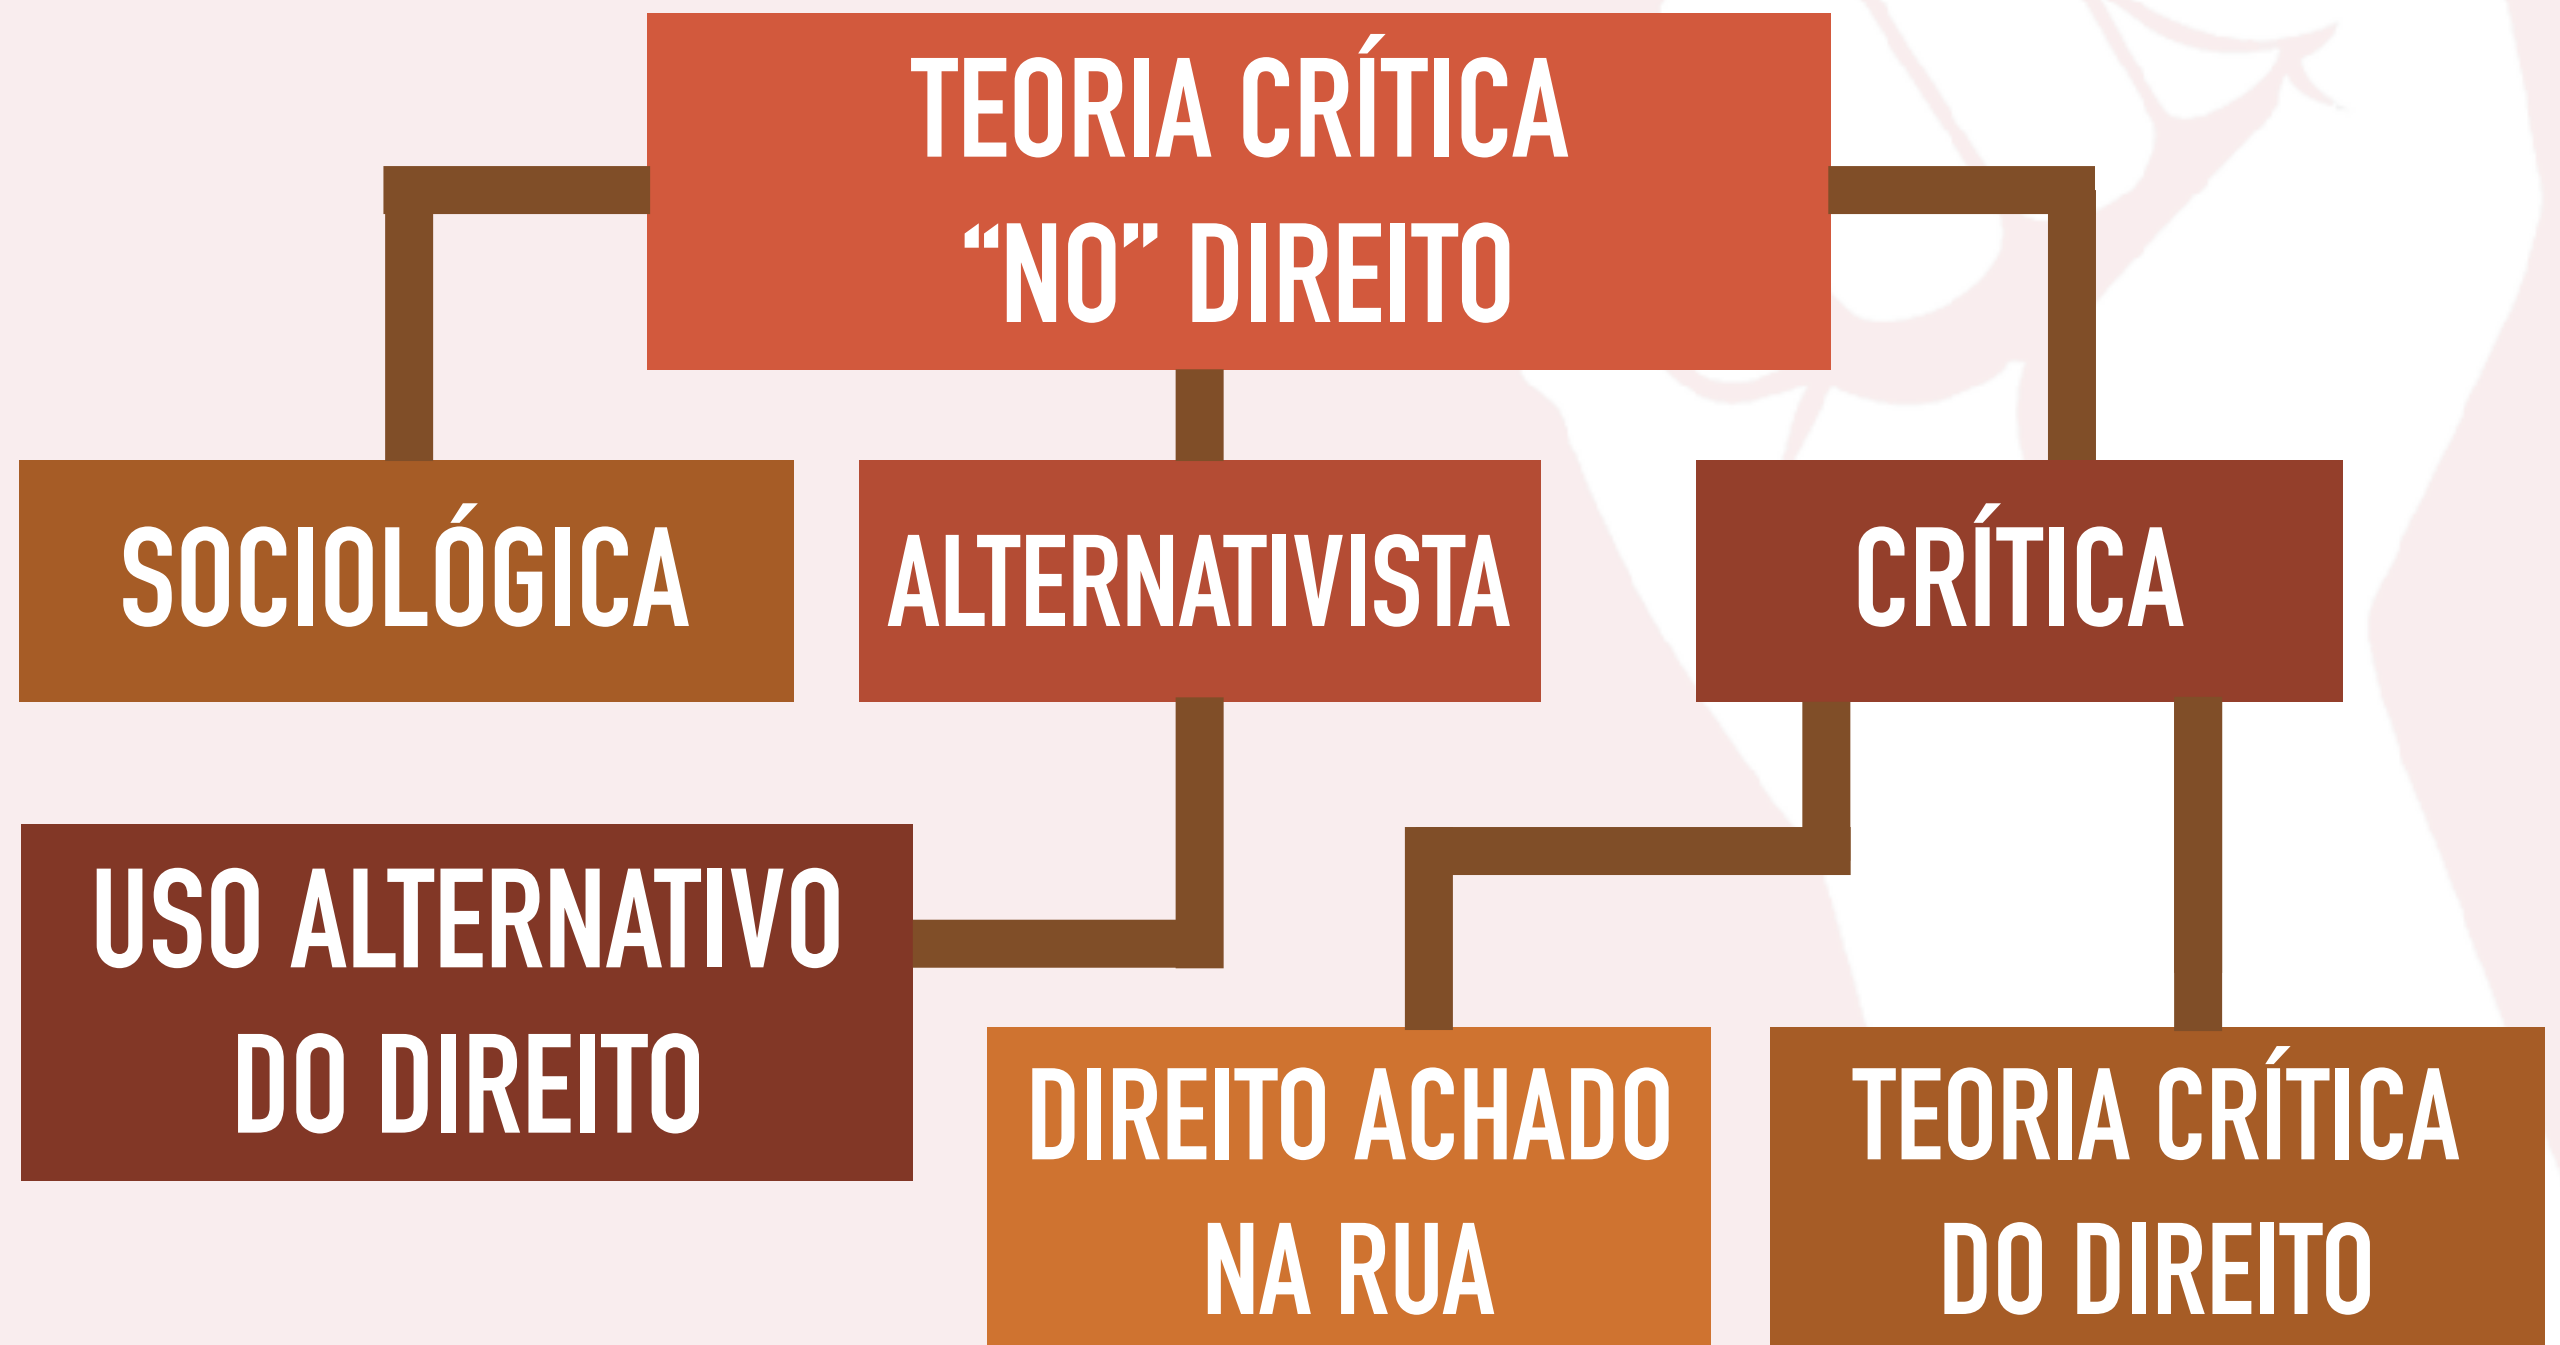 TEORIA CRÍTICA
“NO” DIREITO
SOCIOLÓGICA
ALTERNATIVISTA
CRÍTICA
USO ALTERNATIVO
DO DIREITO
DIREITO ACHADO
NA RUA
TEORIA CRÍTICA
DO DIREITO